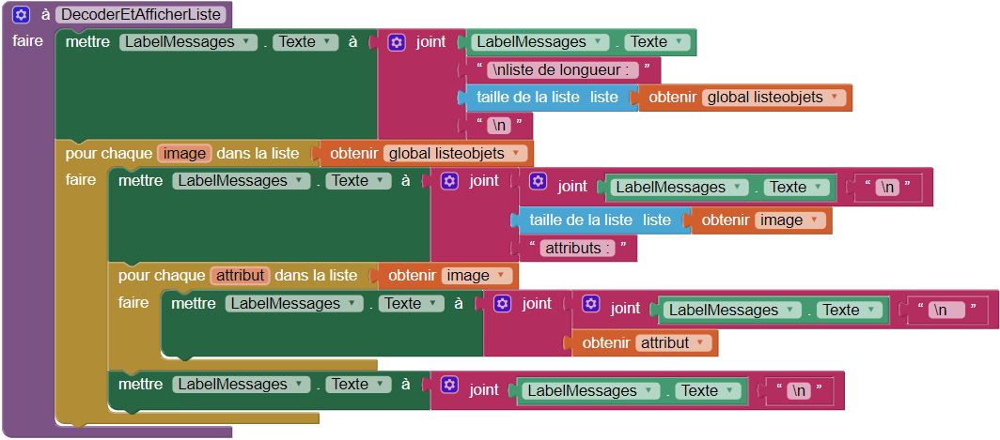 à DecoderEtAfficherListe
faire mettre LabelMessages . Texte à joint LabelMessages . Texte
“ \nliste de longueur : ”
taille de la liste liste obtenir global listeobjets
“ \n ”
pour chaque image dans la liste obtenir global listeobjets
faire mettre LabelMessages . Texte à joint joint LabelMessages . Texte “ \n ”
taille de la liste liste obtenir image
“ attributs : ”
pour chaque attribut dans la liste obtenir image
faire mettre LabelMessages . Texte à joint joint LabelMessages . Texte “ \n ”
obtenir attribut
mettre LabelMessages . Texte à joint LabelMessages . Texte “ \n ”